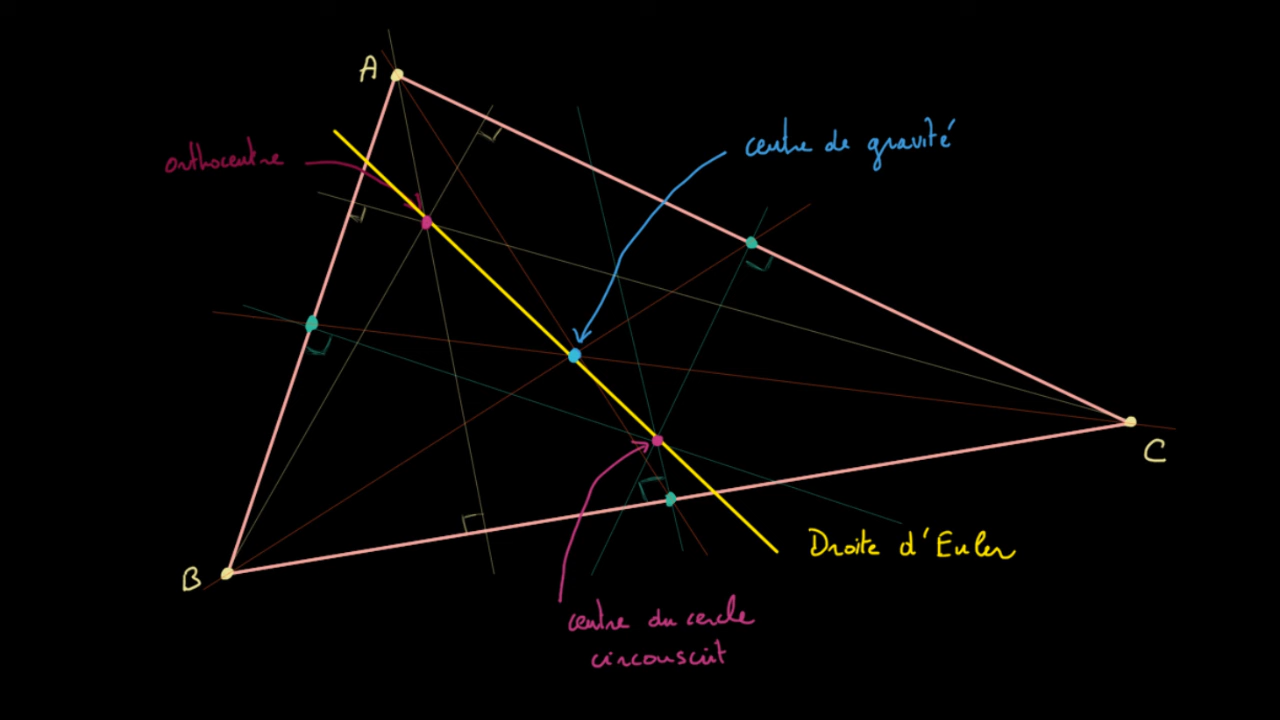 A
orthocentre
centre de gravité
B
C
Droite d'Euler
centre du cercle
circonscrit